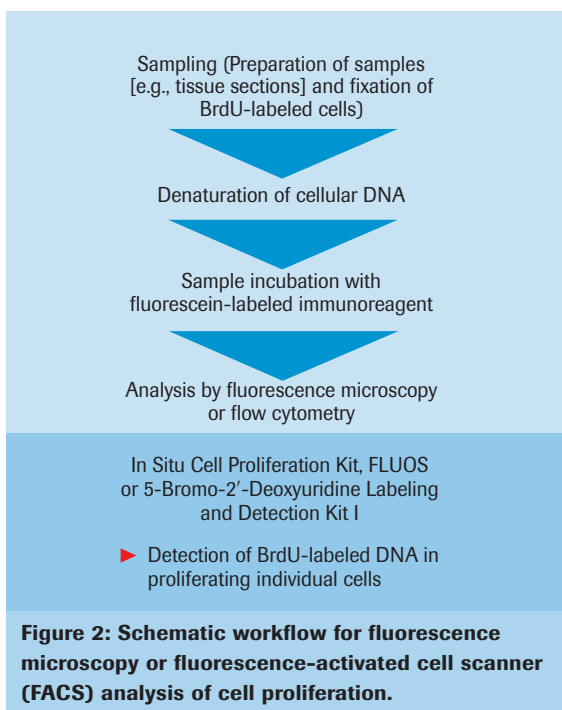 Sampling (Preparation of samples
[e.g., tissue sections] and fixation of
BrdU-labeled cells)
Denaturation of cellular DNA
Sample incubation with
fluorescein-labeled immunoreagent
Analysis by fluorescence microscopy
or flow cytometry
In Situ Cell Proliferation Kit, FLUOS
or 5-Bromo-2′-Deoxyuridine Labeling
and Detection Kit I
Detection of BrdU-labeled DNA in
proliferating individual cells
Figure 2: Schematic workflow for fluorescence
microscopy or fluorescence-activated cell scanner
(FACS) analysis of cell proliferation.